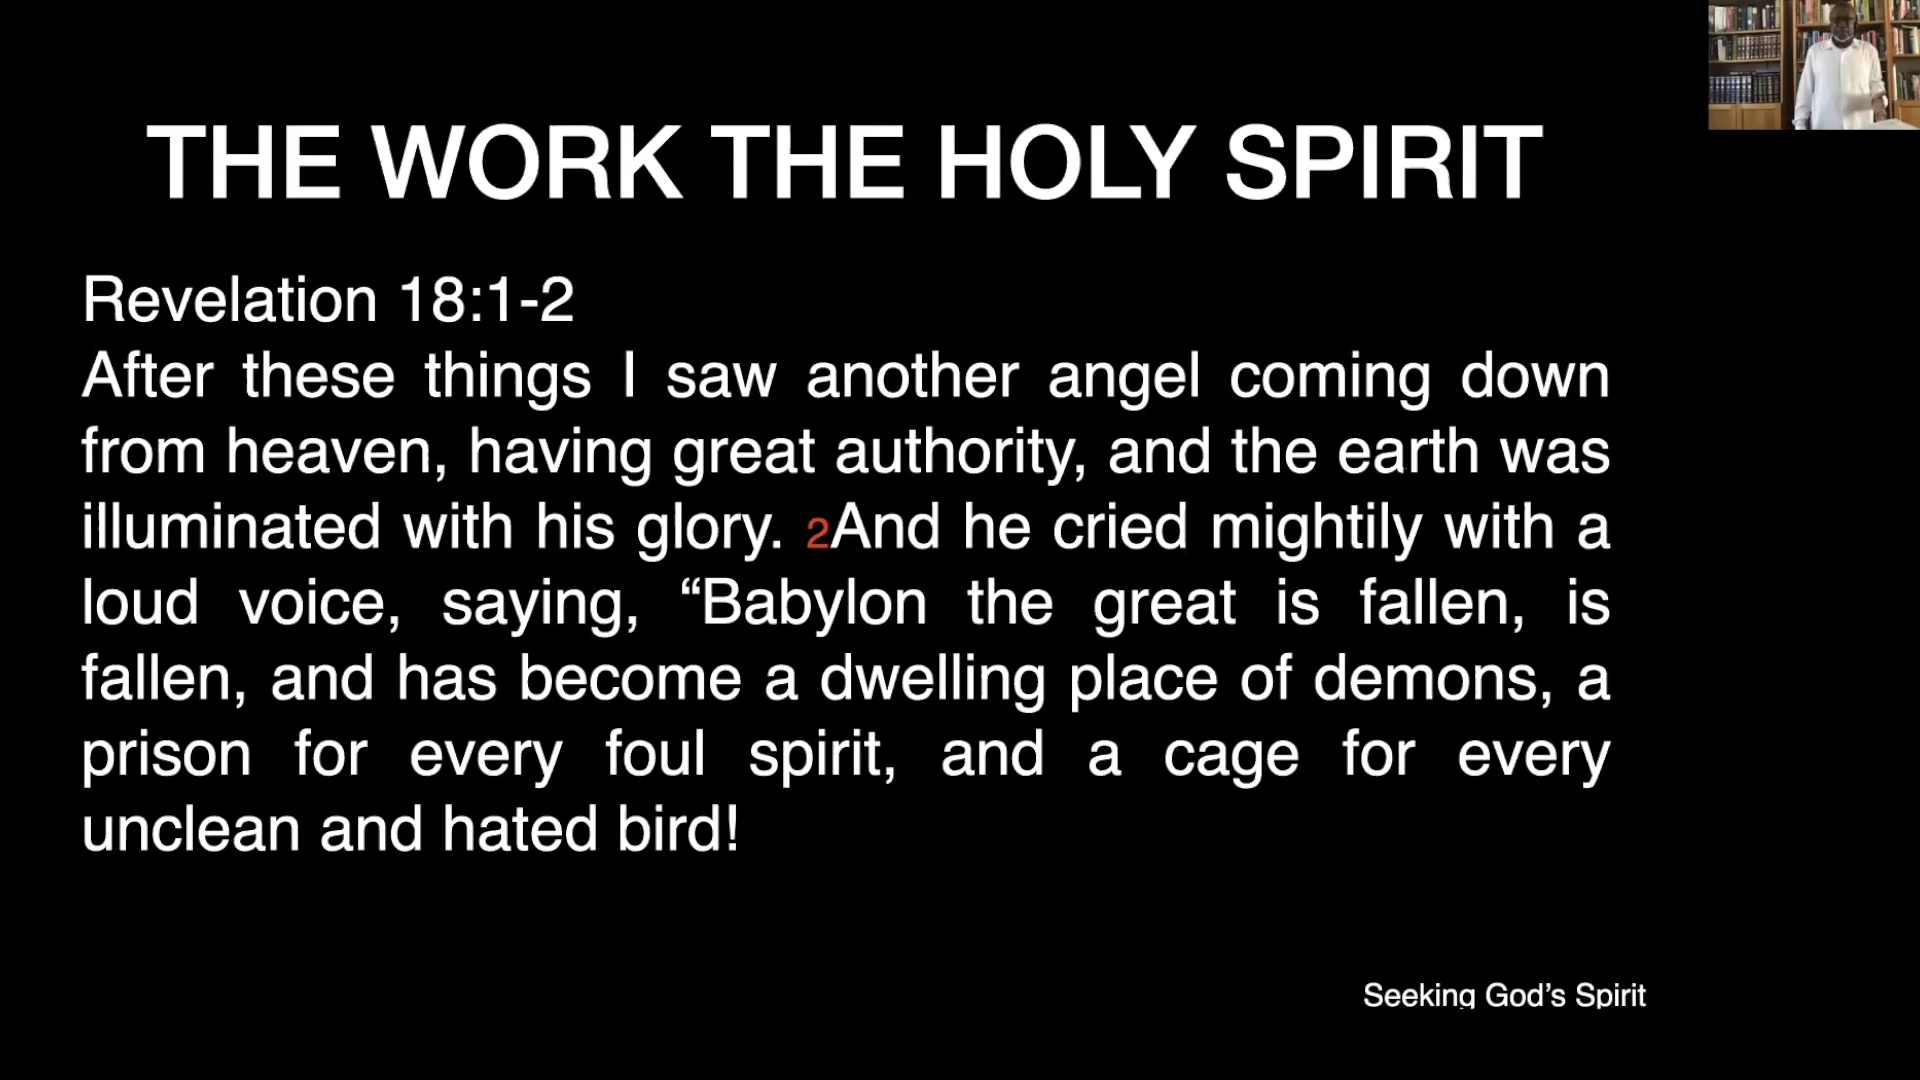 THE WORK THE HOLY SPIRIT
Revelation 18:1-2
After these things I saw another angel coming down
from heaven, having great authority, and the earth was
illuminated with his glory. 2And he cried mightily with a
loud voice, saying, “Babylon the great is fallen, is
fallen, and has become a dwelling place of demons, a
prison for every foul spirit, and a cage for every
unclean and hated bird!
Seeking God’s Spirit